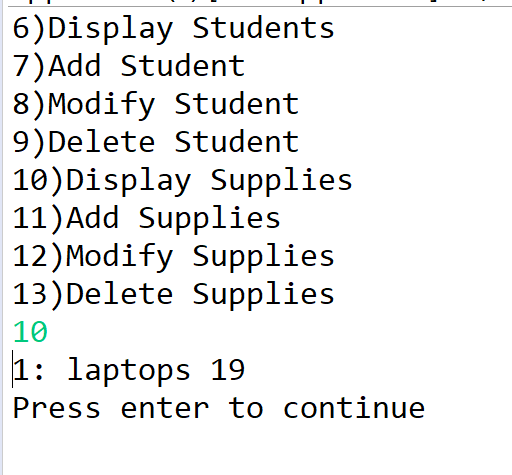 6)Display Students
7)Add Student
8)Modify Student
9)Delete Student
10)Display Supplies
11)Add Supplies
12)Modify Supplies
13)Delete Supplies
10
1: laptops 19
Press enter to continue